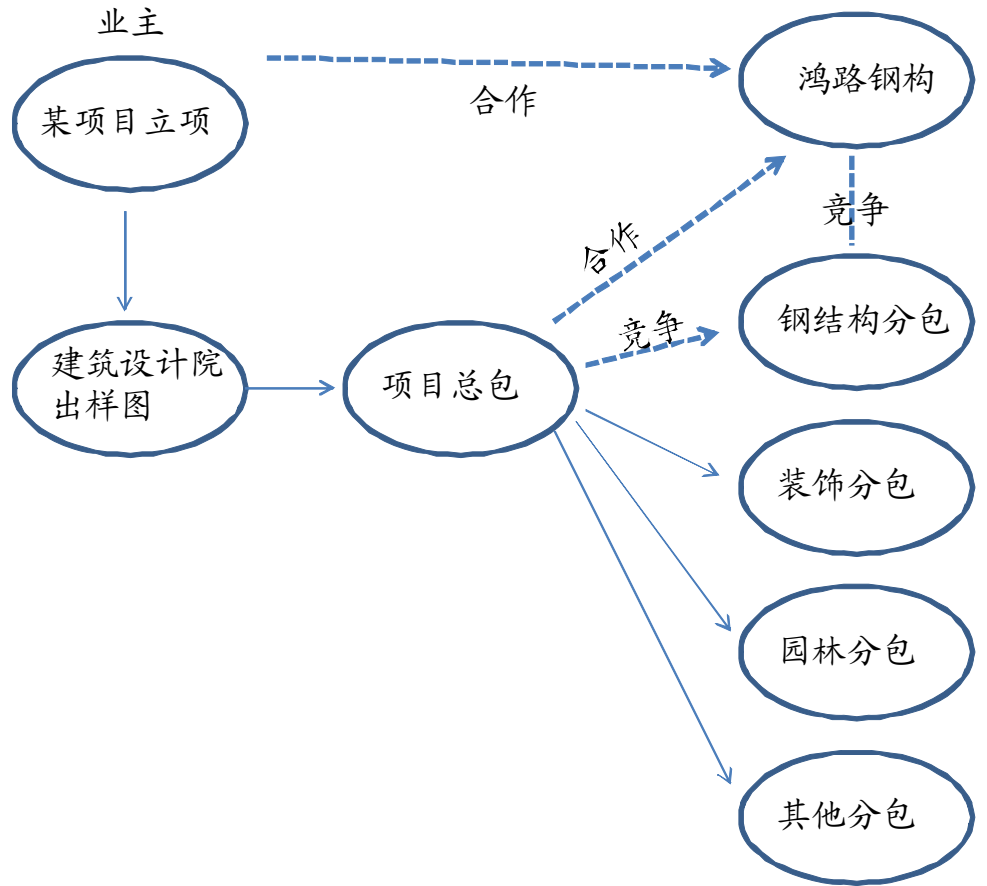 业主
某项目立项
合作
鸿路钢构
竞争
合作
竞争
钢结构分包
建筑设计院
出样图
项目总包
装饰分包
园林分包
其他分包